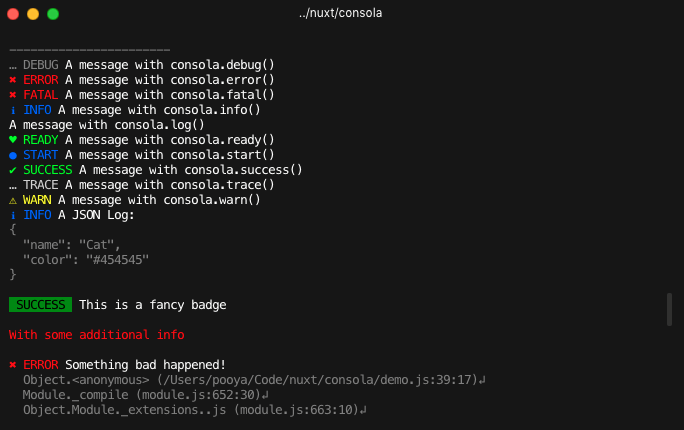 ../nuxt/consola
-----------------------
… DEBUG A message with consola.debug()
✖ ERROR A message with consola.error()
✖ FATAL A message with consola.fatal()
ℹ INFO A message with consola.info()
A message with consola.log()
♥ READY A message with consola.ready()
● START A message with consola.start()
✔ SUCCESS A message with consola.success()
… TRACE A message with consola.trace()
⚠ WARN A message with consola.warn()
ℹ INFO A JSON Log:
{
  "name": "Cat",
  "color": "#454545"
}
SUCCESS This is a fancy badge
With some additional info
✖ ERROR Something bad happened!
  Object.<anonymous> (/Users/pooya/Code/nuxt/consola/demo.js:39:17)↲
  Module._compile (module.js:652:30)↲
  Object.Module._extensions..js (module.js:663:10)↲